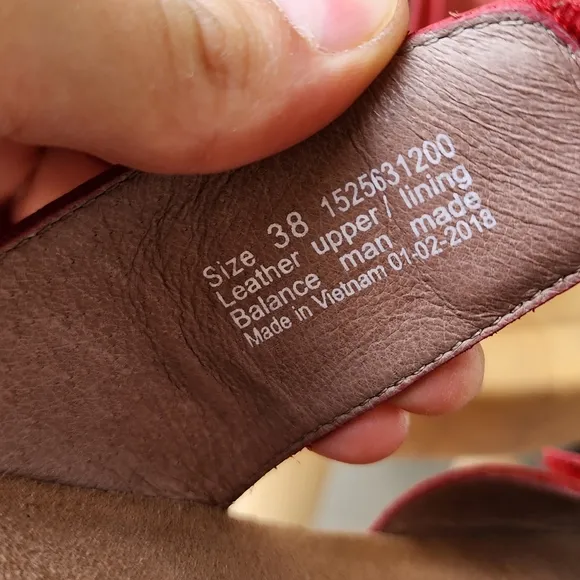 Size 38 1525631200
Leather upper/ lining
Balance man made
Made in Vietnam 01-02-2018